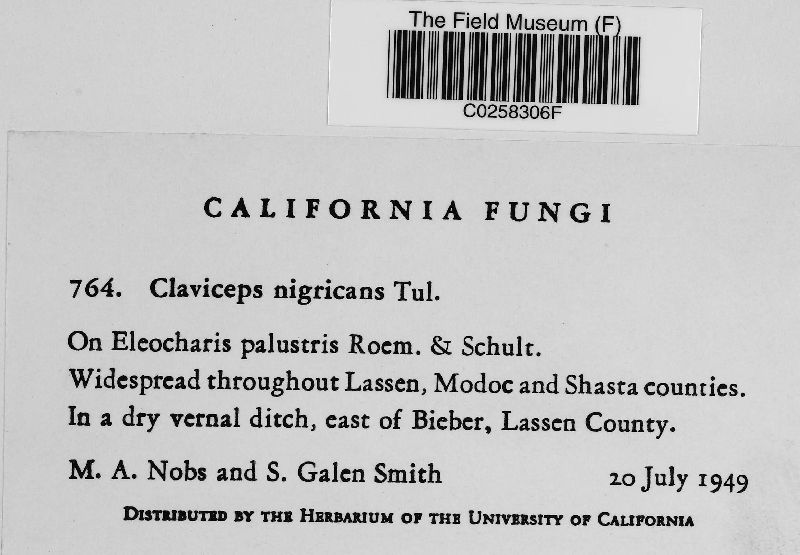 The Field Museum (F)
C0258306F
CALIFORNIA FUNGI
764. Claviceps nigricans Tul.
On Eleocharis palustris Roem. & Schult.
Widespread throughout Lassen, Modoc and Shasta counties.
In a dry vernal ditch, east of Bieber, Lassen County.
M. A. Nobs and S. Galen Smith 20 July 1949
DISTRIBUTED BY THE HERBARIUM OF THE UNIVERSITY OF CALIFORNIA